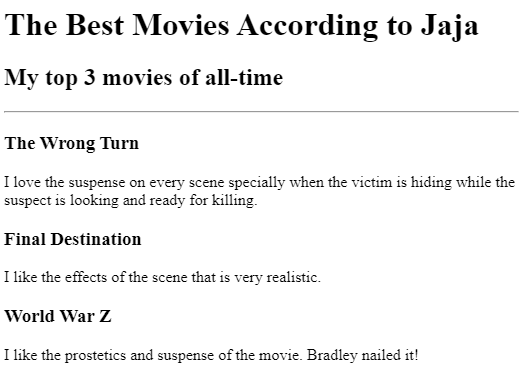 The Best Movies According to Jaja
My top 3 movies of all-time
The Wrong Turn
I love the suspense on every scene specially when the victim is hiding while the
suspect is looking and ready for killing.
Final Destination
I like the effects of the scene that is very realistic.
World War Z
I like the prostetics and suspense of the movie. Bradley nailed it!